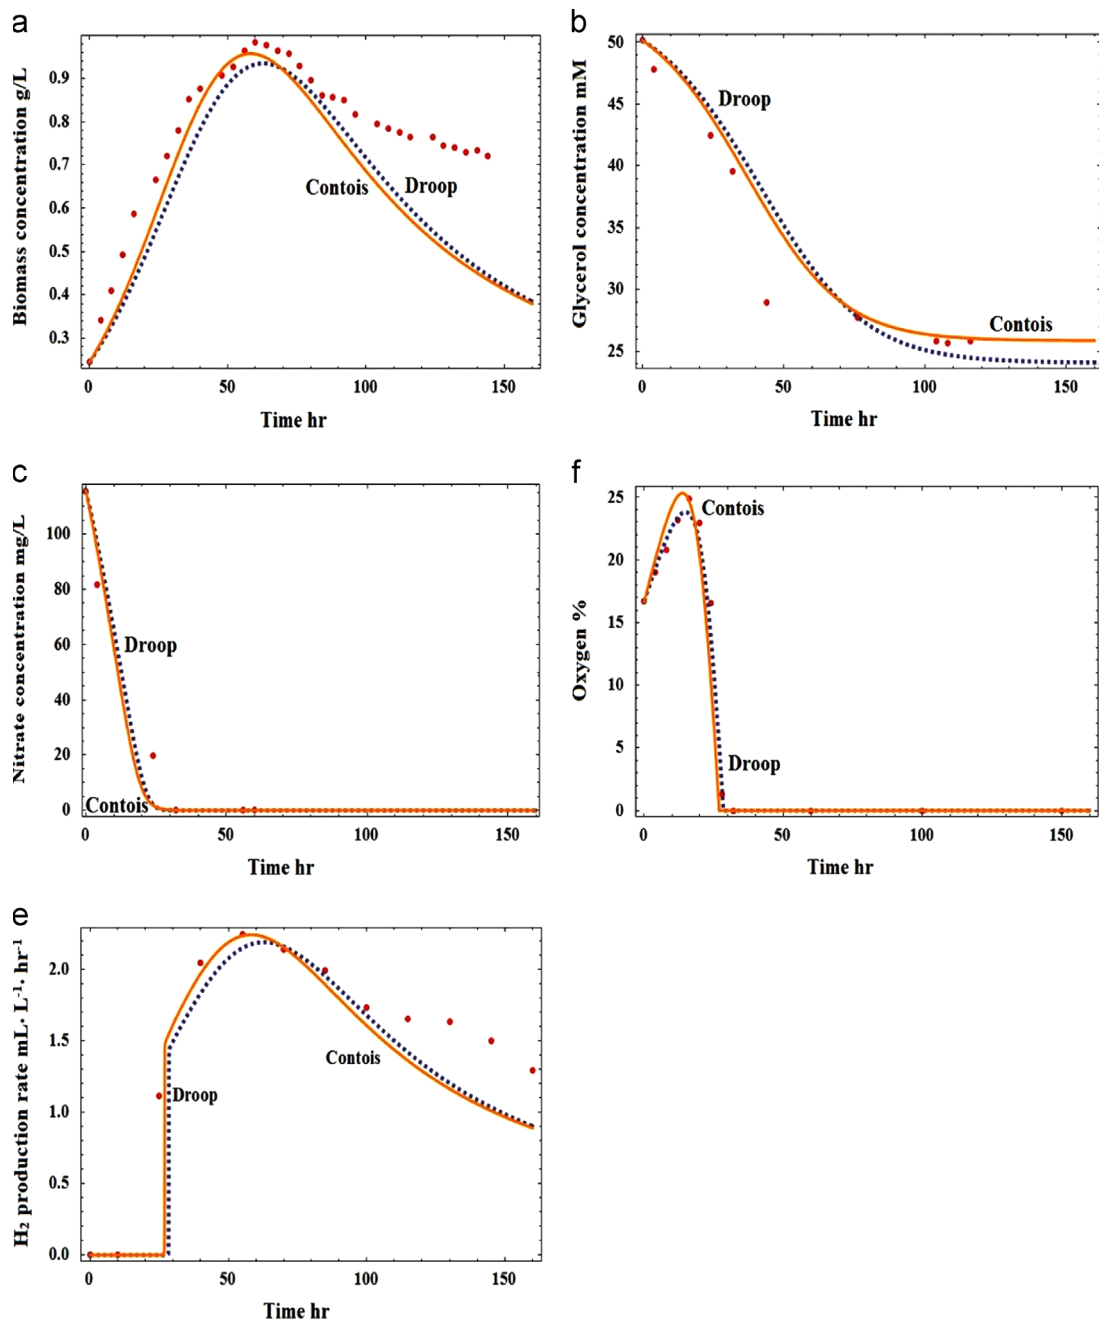 a
Biomass concentration g/L
0.9
0.8
0.7
0.6
0.5
0.4
0.3
Contois
Droop
0
50
100
150
Time hr
b
Glycerol concentration mM
50
45
40
35
30
25
Droop
Contois
0
50
100
150
Time hr
c
Nitrate concentration mg/L
100
80
60
40
20
0
Droop
Contois
0
50
100
150
Time hr
f
Oxygen %
25
20
15
10
5
0
Contois
Droop
0
50
100
150
Time hr
e
H₂ production rate mL· L⁻¹· hr⁻¹
2.0
1.5
1.0
0.5
0.0
Droop
Contois
0
50
100
150
Time hr